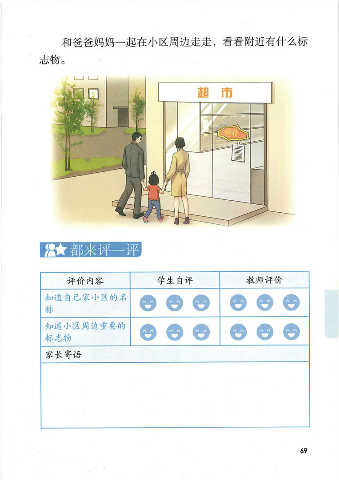 和爸爸妈妈一起在小区周边走走，看看附近有什么标
志物。
超市
都来评一评
评价内容 学生自评 教师评价
知道自己家小区的名
称
知道小区周边重要的
标志物
家长寄语
69